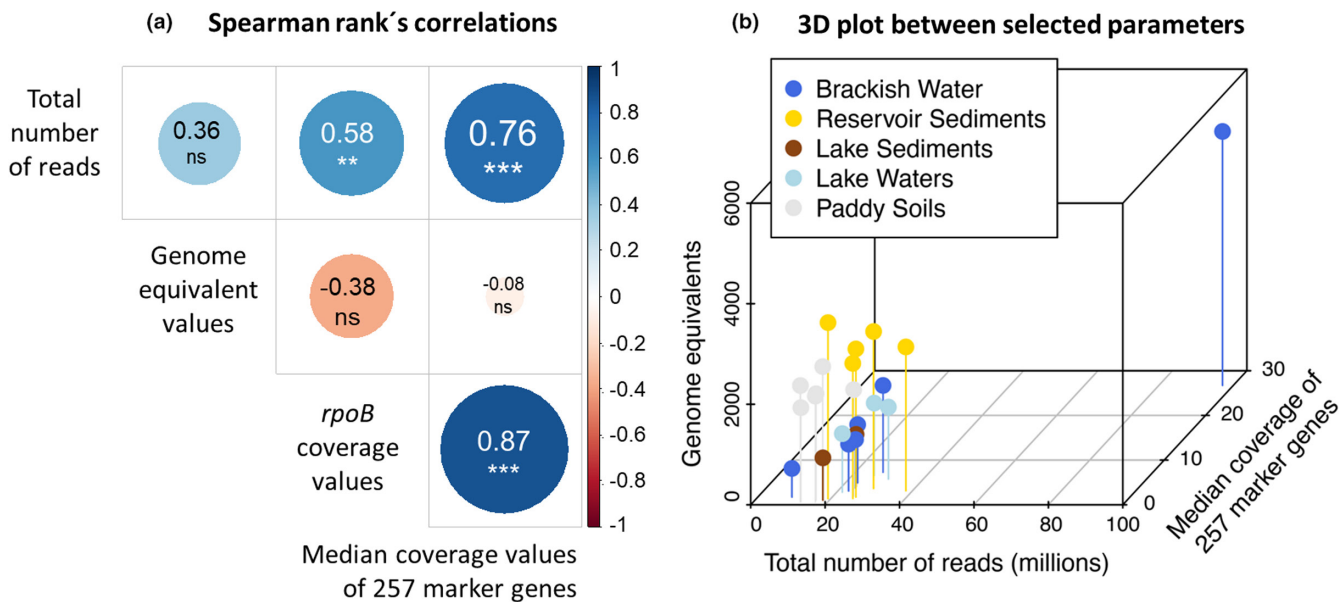 (a) Spearman rank´s correlations
Total
number
of reads
0.36
ns
0.58
**
0.76
***
Genome
equivalent
values
-0.38
ns
-0.08
ns
rpoB
coverage
values
0.87
***
Median coverage values
of 257 marker genes
1
0.8
0.6
0.4
0.2
0
-0.2
-0.4
-0.6
-0.8
-1
(b) 3D plot between selected parameters
Brackish Water
Reservoir Sediments
Lake Sediments
Lake Waters
Paddy Soils
Genome equivalents
0
2000
4000
6000
0 20 40 60 80 100
Total number of reads (millions)
0
10
20
30
Median coverage of
257 marker genes